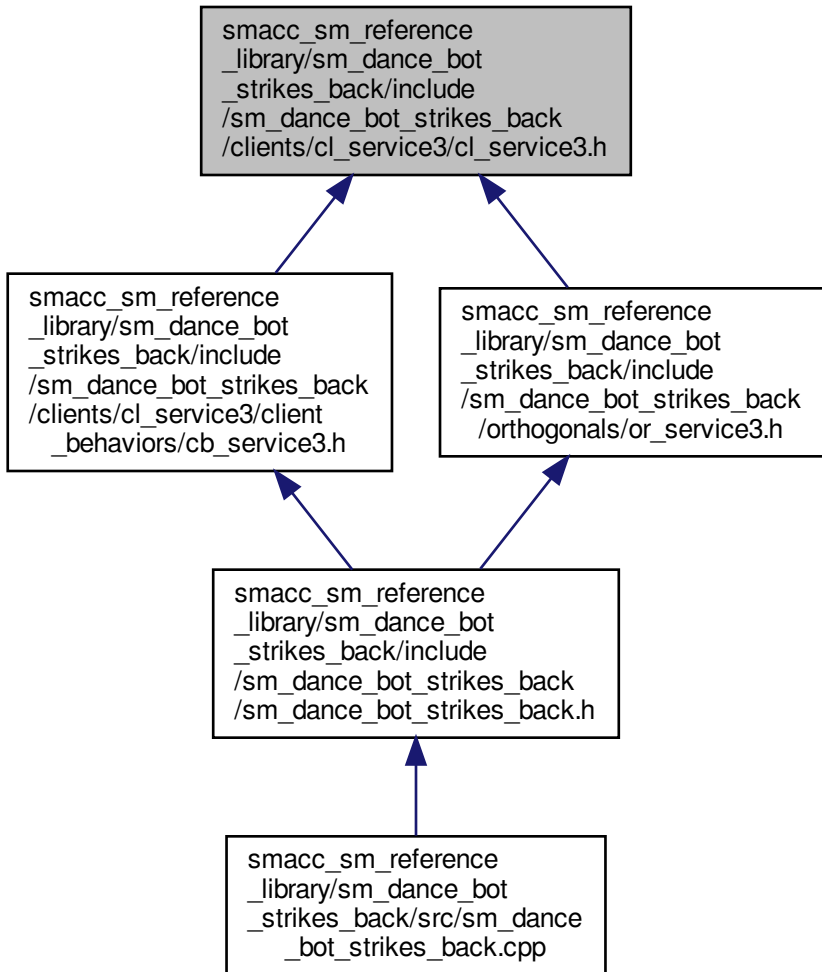 smacc_sm_reference
_library/sm_dance_bot
_strikes_back/include
/sm_dance_bot_strikes_back
/clients/cl_service3/cl_service3.h
smacc_sm_reference
_library/sm_dance_bot
_strikes_back/include
/sm_dance_bot_strikes_back
/clients/cl_service3/client
_behaviors/cb_service3.h
smacc_sm_reference
_library/sm_dance_bot
_strikes_back/include
/sm_dance_bot_strikes_back
/orthogonals/or_service3.h
smacc_sm_reference
_library/sm_dance_bot
_strikes_back/include
/sm_dance_bot_strikes_back
/sm_dance_bot_strikes_back.h
smacc_sm_reference
_library/sm_dance_bot
_strikes_back/src/sm_dance
_bot_strikes_back.cpp